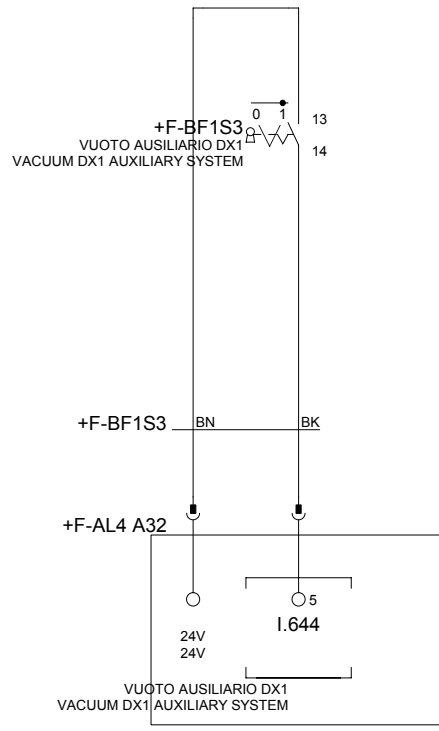 0 1
13
+F-BF1S3
VUOTO AUSILIARIO DX1
14
VACUUM DX1 AUXILIARY SYSTEM
+F-BF1S3 BN BK
+F-AL4 A32
5
I.644
24V
24V
VUOTO AUSILIARIO DX1
VACUUM DX1 AUXILIARY SYSTEM